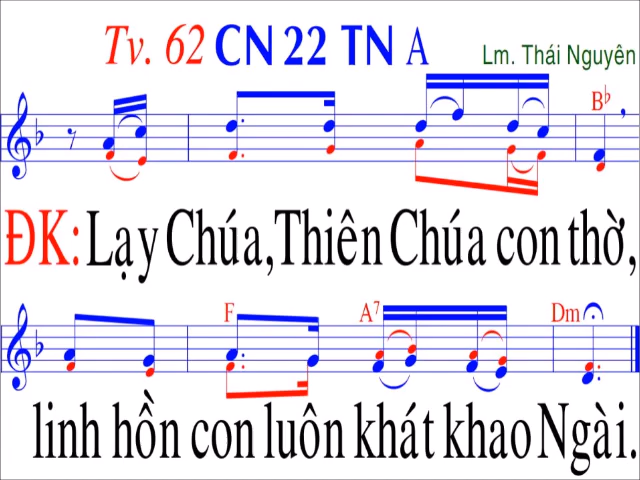 Tv. 62 CN 22 TN A Lm. Thái Nguyên
B♭
ĐK: Lạy Chúa, Thiên Chúa con thờ,
F A7 Dm
linh hồn con luôn khát khao Ngài.